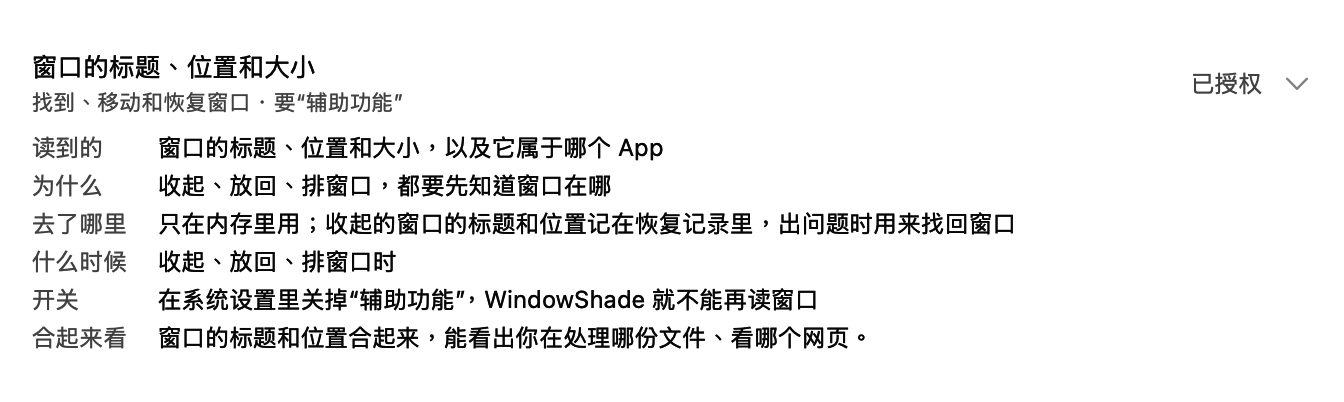 窗口的标题、位置和大小
已授权
找到、移动和恢复窗口 · 要“辅助功能”
读到的 窗口的标题、位置和大小，以及它属于哪个 App
为什么 收起、放回、排窗口，都要先知道窗口在哪
去了哪里 只在内存里用；收起的窗口的标题和位置记在恢复记录里，出问题时用来找回窗口
什么时候 收起、放回、排窗口时
开关 在系统设置里关掉“辅助功能”，WindowShade 就不能再读窗口
合起来看 窗口的标题和位置合起来，能看出你在处理哪份文件、看哪个网页。